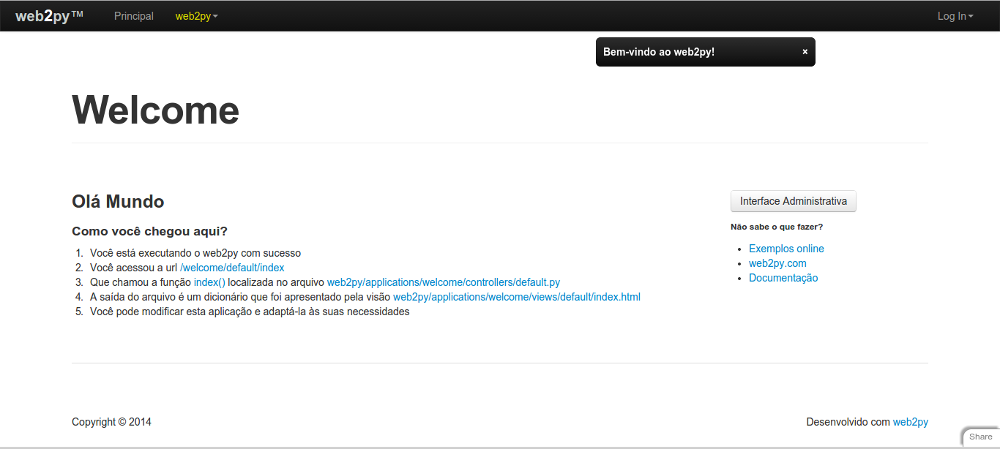 web2py™ Principal web2py Log In
Bem-vindo ao web2py! ×
Welcome
Olá Mundo
Como você chegou aqui?
1. Você está executando o web2py com sucesso
2. Você acessou a url /welcome/default/index
3. Que chamou a função index() localizada no arquivo web2py/applications/welcome/controllers/default.py
4. A saída do arquivo é um dicionário que foi apresentado pela visão web2py/applications/welcome/views/default/index.html
5. Você pode modificar esta aplicação e adaptá-la às suas necessidades
Interface Administrativa
Não sabe o que fazer?
Exemplos online
web2py.com
Documentação
Copyright © 2014
Desenvolvido com web2py
Share